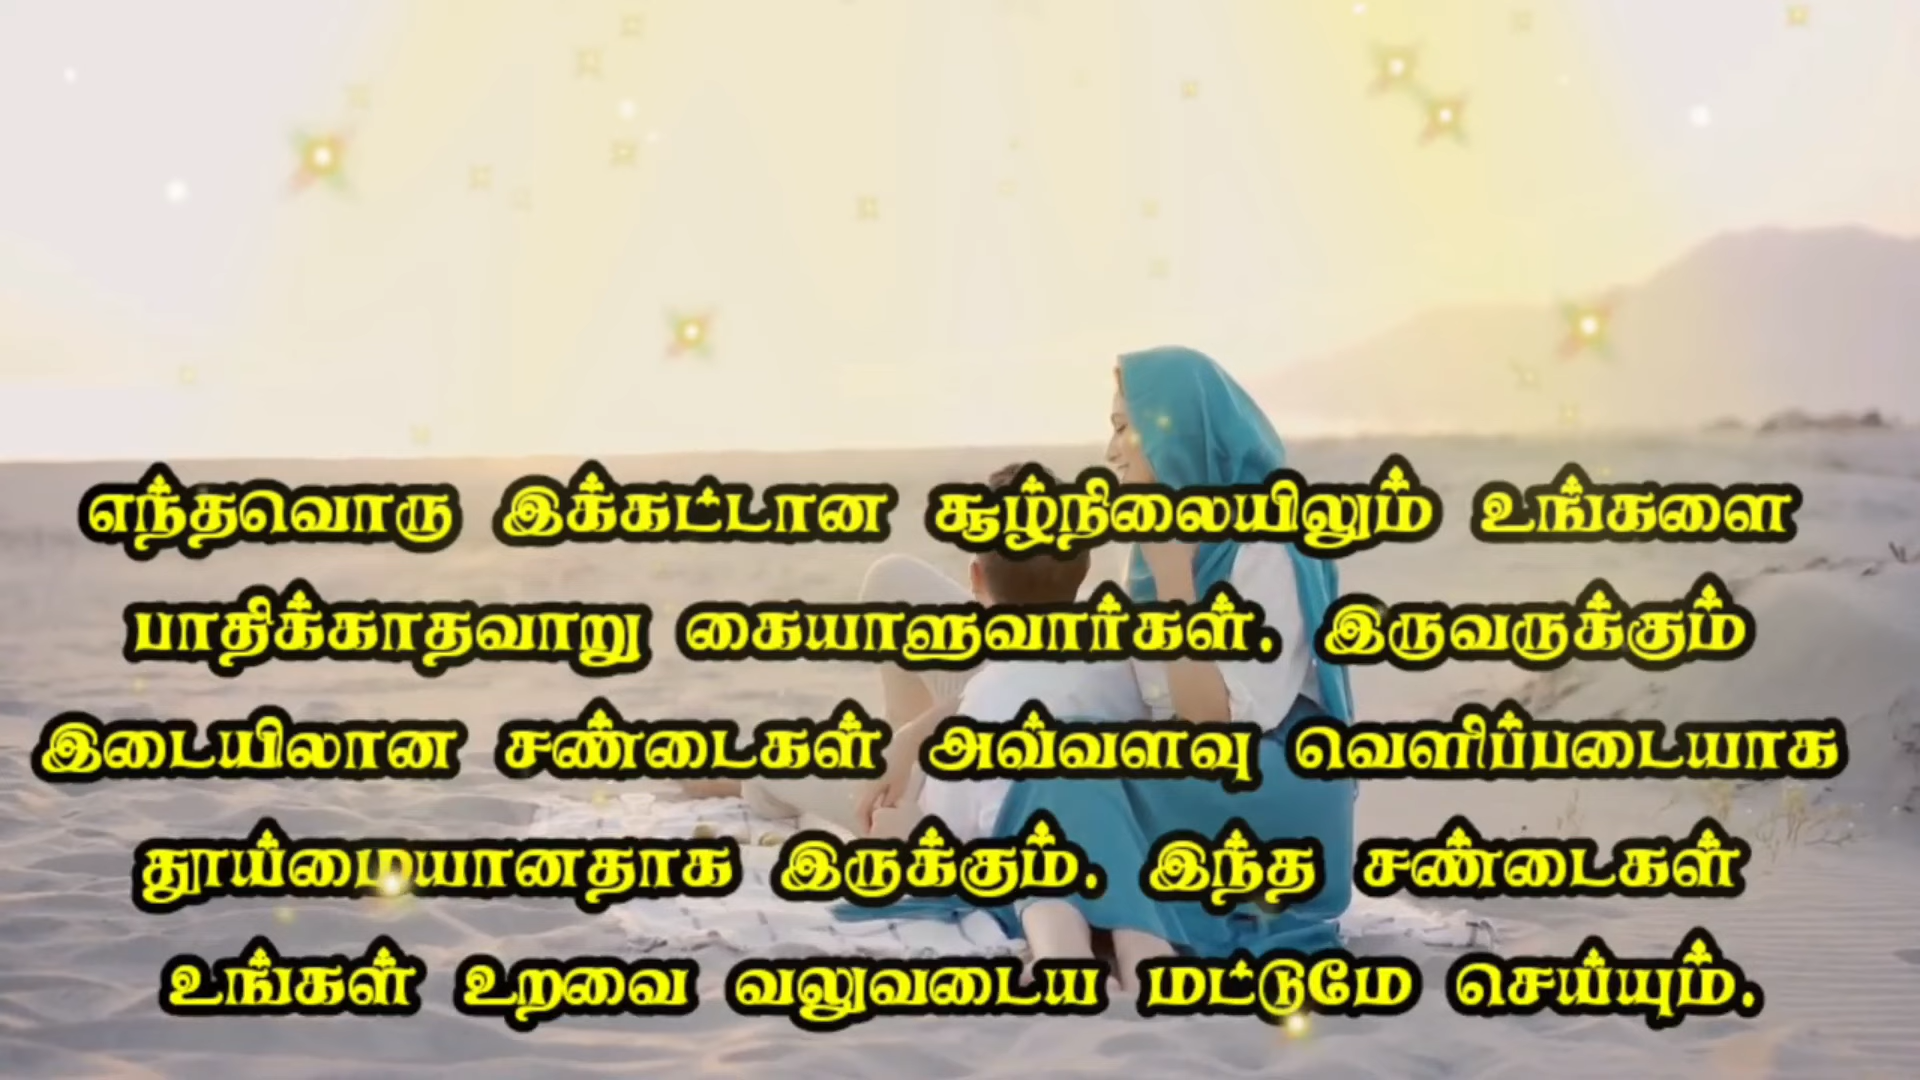 எந்தவொரு இக்கட்டான சூழ்நிலையிலும் உங்களை
பாதிக்காதவாறு கையாளுவார்கள். இருவருக்கும்
இடையிலான சண்டைகள் அவ்வளவு வெளிப்படையாக
தூய்மையானதாக இருக்கும். இந்த சண்டைகள்
உங்கள் உறவை வலுவடைய மட்டுமே செய்யும்.